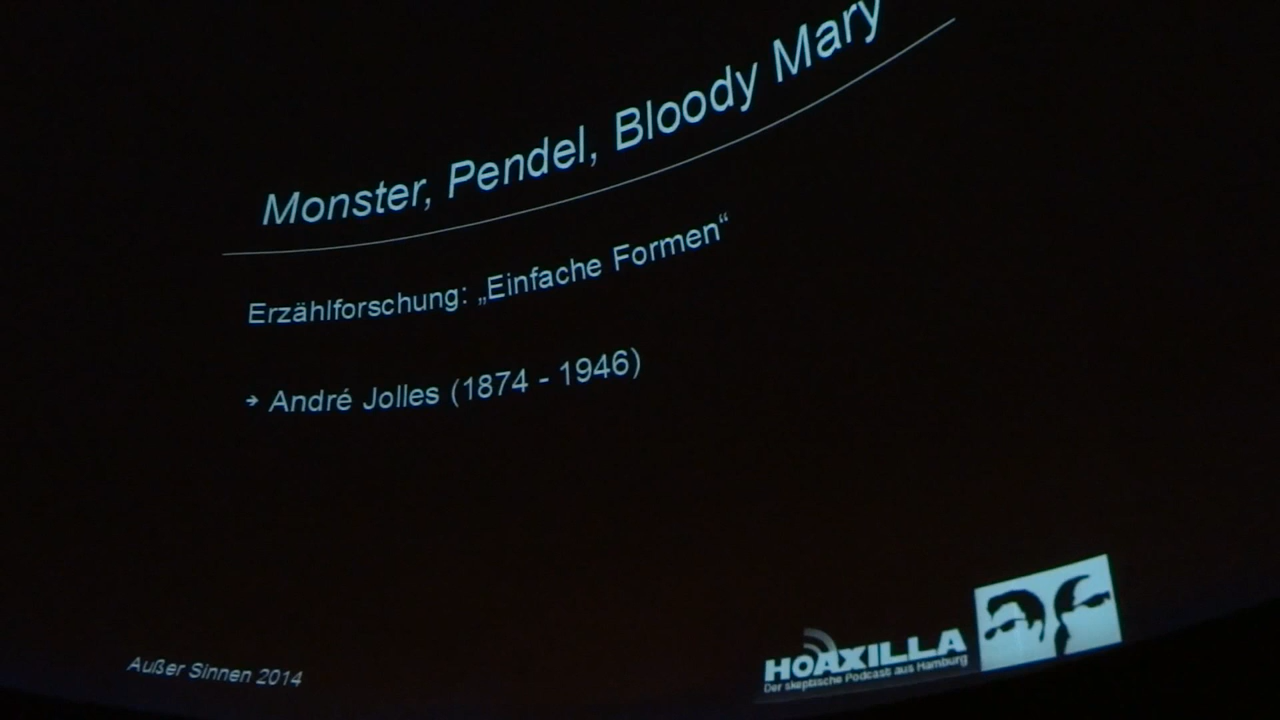 Monster, Pendel, Bloody Mary
Erzählforschung: „Einfache Formen“
→ André Jolles (1874 - 1946)
Außer Sinnen 2014
HOAXILLA
Der skeptische Podcast aus Hamburg